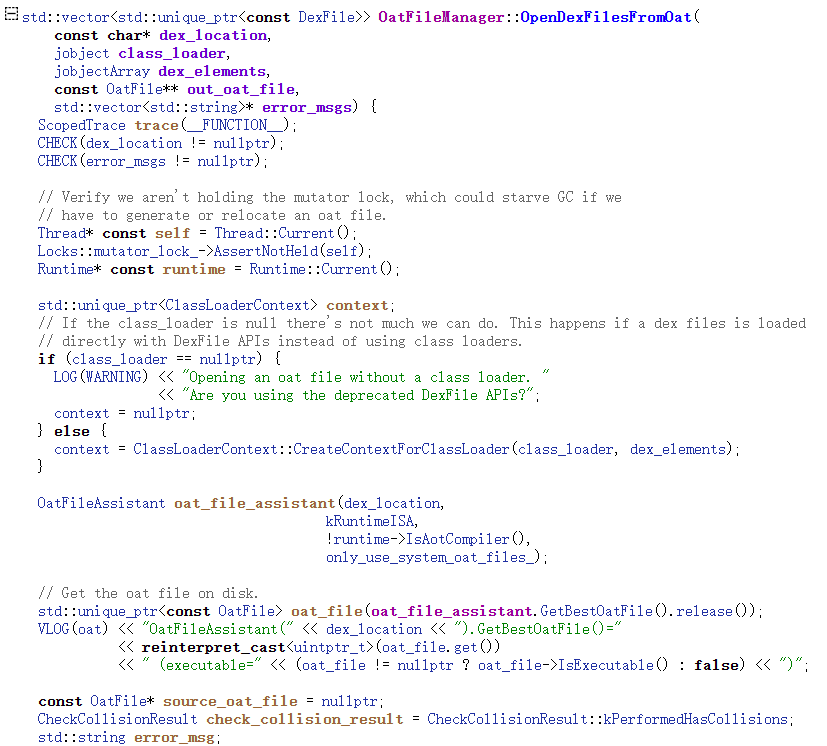 std::vector<std::unique_ptr<const DexFile>> OatFileManager::OpenDexFilesFromOat(
    const char* dex_location,
    jobject class_loader,
    jobjectArray dex_elements,
    const OatFile** out_oat_file,
    std::vector<std::string>* error_msgs) {
  ScopedTrace trace(__FUNCTION__);
  CHECK(dex_location != nullptr);
  CHECK(error_msgs != nullptr);

  // Verify we aren't holding the mutator lock, which could starve GC if we
  // have to generate or relocate an oat file.
  Thread* const self = Thread::Current();
  Locks::mutator_lock_->AssertNotHeld(self);
  Runtime* const runtime = Runtime::Current();

  std::unique_ptr<ClassLoaderContext> context;
  // If the class_loader is null there's not much we can do. This happens if a dex files is loaded
  // directly with DexFile APIs instead of using class loaders.
  if (class_loader == nullptr) {
    LOG(WARNING) << "Opening an oat file without a class loader. "
                 << "Are you using the deprecated DexFile APIs?";
    context = nullptr;
  } else {
    context = ClassLoaderContext::CreateContextForClassLoader(class_loader, dex_elements);
  }

  OatFileAssistant oat_file_assistant(dex_location,
                                      kRuntimeISA,
                                      !runtime->IsAotCompiler(),
                                      only_use_system_oat_files_);

  // Get the oat file on disk.
  std::unique_ptr<const OatFile> oat_file(oat_file_assistant.GetBestOatFile().release());
  VLOG(oat) << "OatFileAssistant(" << dex_location << ").GetBestOatFile()="
            << reinterpret_cast<uintptr_t>(oat_file.get())
            << " (executable=" << (oat_file != nullptr ? oat_file->IsExecutable() : false) << ")";

  const OatFile* source_oat_file = nullptr;
  CheckCollisionResult check_collision_result = CheckCollisionResult::kPerformedHasCollisions;
  std::string error_msg;